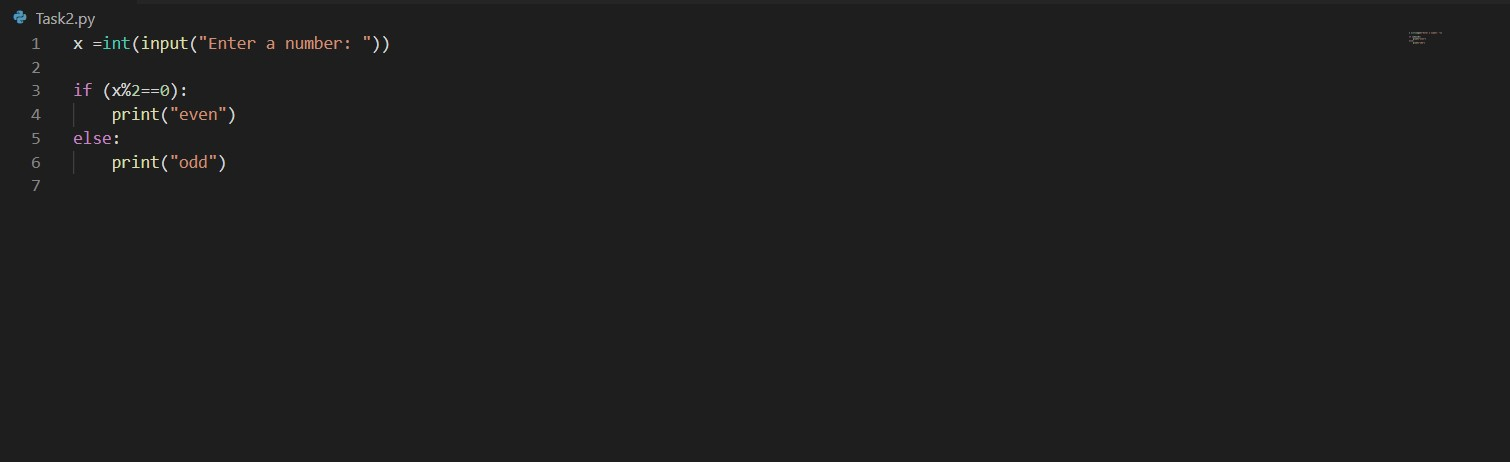 Task2.py
1 x =int(input("Enter a number: "))
2
3 if (x%2==0):
4     print("even")
5 else:
6     print("odd")
7